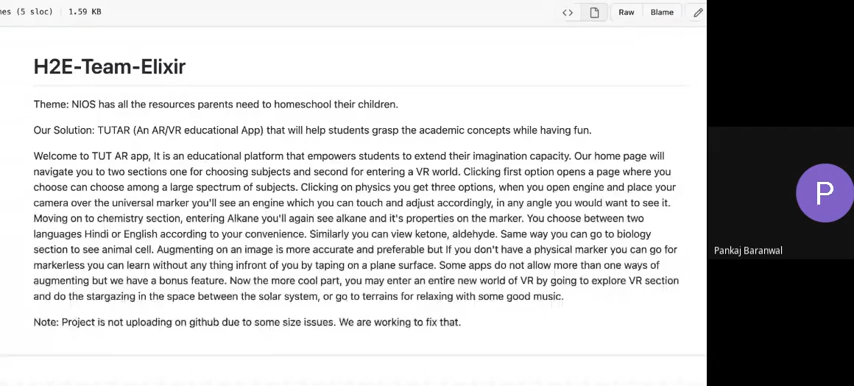 nes (5 sloc) 1.59 KB
<> Raw Blame
H2E-Team-Elixir
Theme: NIOS has all the resources parents need to homeschool their children.
Our Solution: TUTAR (An AR/VR educational App) that will help students grasp the academic concepts while having fun.
Welcome to TUT AR app, It is an educational platform that empowers students to extend their imagination capacity. Our home page will
navigate you to two sections one for choosing subjects and second for entering a VR world. Clicking first option opens a page where you
choose can choose among a large spectrum of subjects. Clicking on physics you get three options, when you open engine and place your
camera over the universal marker you'll see an engine which you can touch and adjust accordingly, in any angle you would want to see it.
Moving on to chemistry section, entering Alkane you'll again see alkane and it's properties on the marker. You choose between two
languages Hindi or English according to your convenience. Similarly you can view ketone, aldehyde. Same way you can go to biology
section to see animal cell. Augmenting on an image is more accurate and preferable but If you don't have a physical marker you can go for
markerless you can learn without any thing infront of you by taping on a plane surface. Some apps do not allow more than one ways of
augmenting but we have a bonus feature. Now the more cool part, you may enter an entire new world of VR by going to explore VR section
and do the stargazing in the space between the solar system, or go to terrains for relaxing with some good music.
Note: Project is not uploading on github due to some size issues. We are working to fix that.
P
Pankaj Baranwal